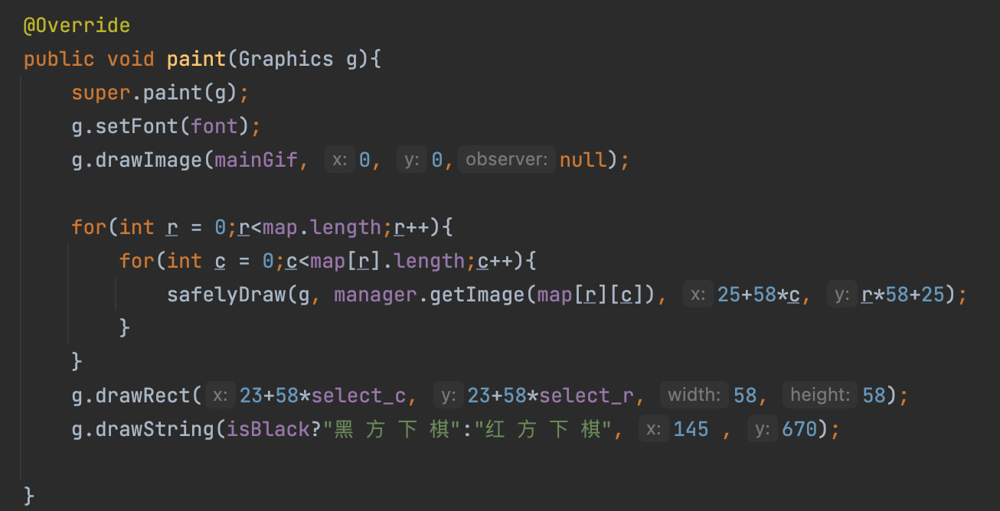 @Override
public void paint(Graphics g){
    super.paint(g);
    g.setFont(font);
    g.drawImage(mainGif, x: 0, y: 0, observer: null);
    for(int r = 0;r<map.length;r++){
        for(int c = 0;c<map[r].length;c++){
            safelyDraw(g, manager.getImage(map[r][c]), x: 25+58*c, y: r*58+25);
        }
    }
    g.drawRect( x: 23+58*select_c, y: 23+58*select_r, width: 58, height: 58);
    g.drawString(isBlack?"黑 方 下 棋":"红 方 下 棋", x: 145 , y: 670);
}